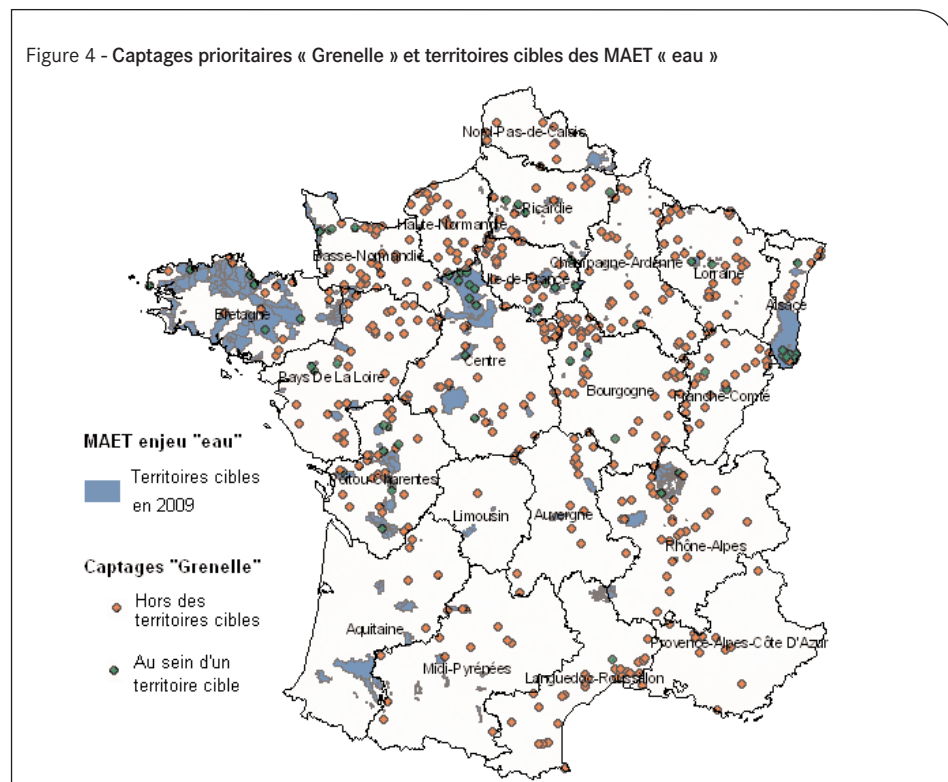 Figure 4 - Captages prioritaires « Grenelle » et territoires cibles des MAET « eau »
Nord-Pas-de-Calais
Picardie
Haute-Normandie
Basse-Normandie
Ile-de-France
Champagne-Ardenne
Lorraine
Alsace
Bretagne
Pays De La Loire
Centre
Bourgogne
Franche-Comté
MAET enjeu "eau"
Territoires cibles
en 2009
Poitou-Charentes
Limousin
Auvergne
Rhône-Alpes
Captages "Grenelle"
Hors des
territoires cibles
Au sein d'un
territoire cible
Aquitaine
Midi-Pyrénées
Languedoc-Roussillon
Provence-Alpes-Côte D'Azur